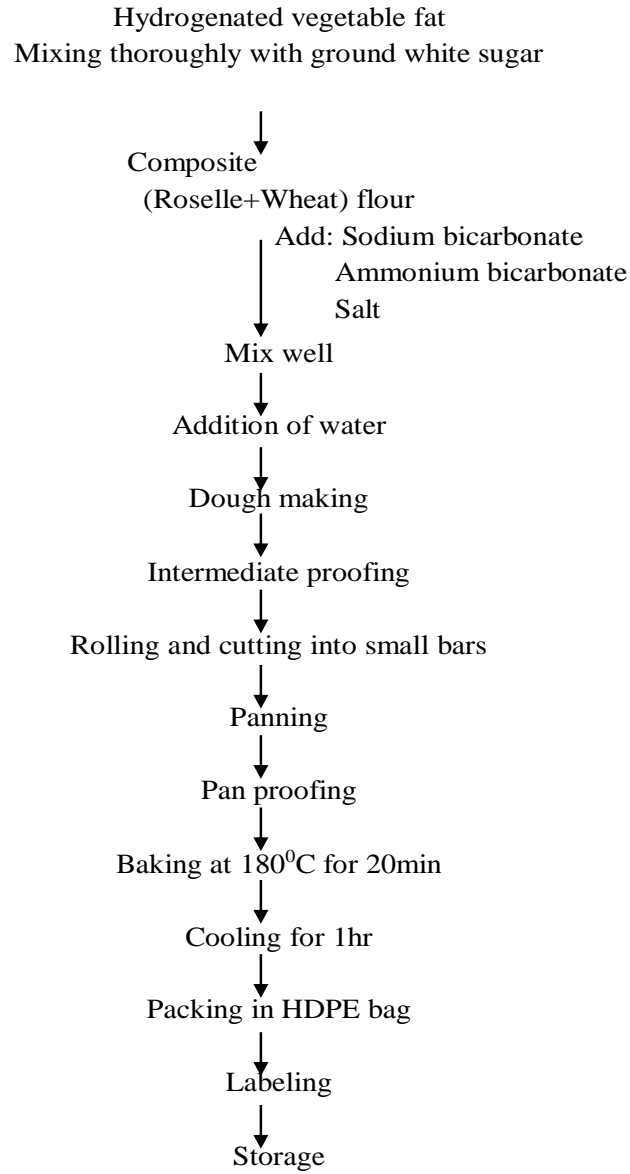 Hydrogenated vegetable fat
Mixing thoroughly with ground white sugar
Composite
(Roselle+Wheat) flour
Add: Sodium bicarbonate
Ammonium bicarbonate
Salt
Mix well
Addition of water
Dough making
Intermediate proofing
Rolling and cutting into small bars
Panning
Pan proofing
Baking at 180⁰C for 20min
Cooling for 1hr
Packing in HDPE bag
Labeling
Storage